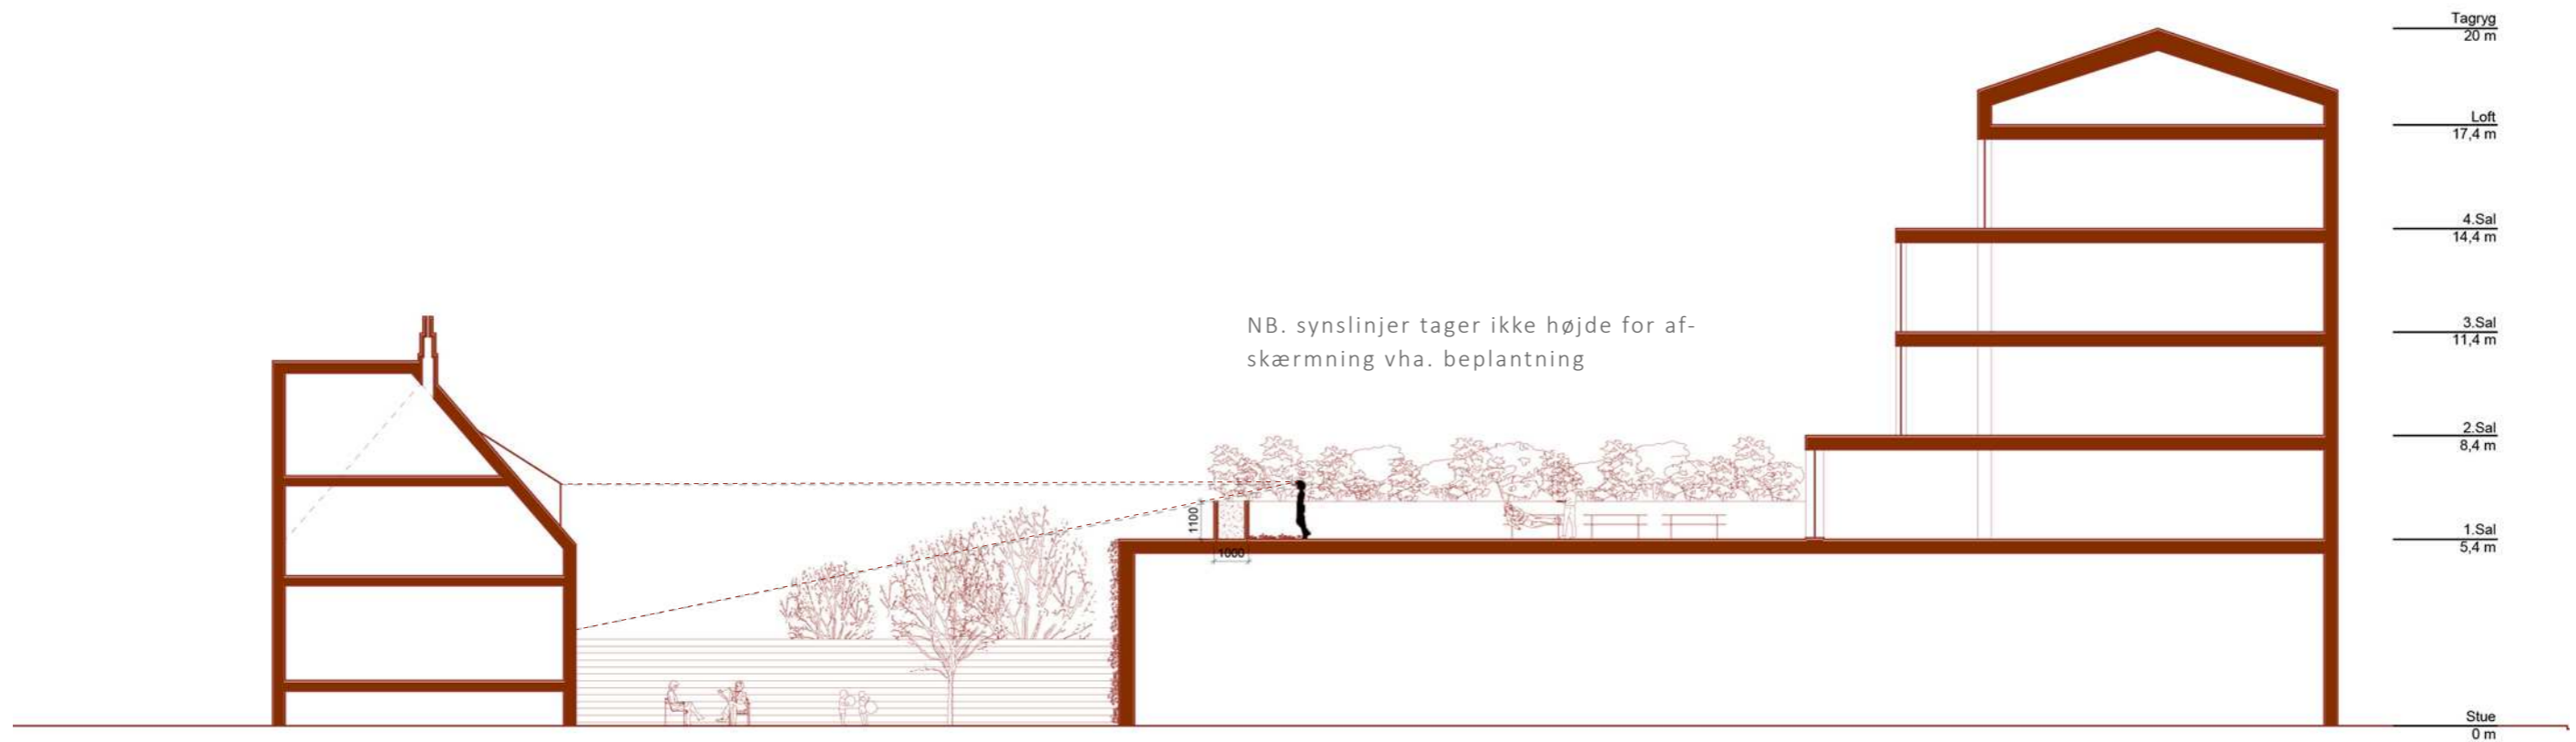 Tagryg
20 m
Loft
17,4 m
4.Sal
14,4 m
NB. synslinjer tager ikke højde for af-
skærmning vha. beplantning
3.Sal
11,4 m
2.Sal
8,4 m
1100
1000
1.Sal
5,4 m
Stue
0 m